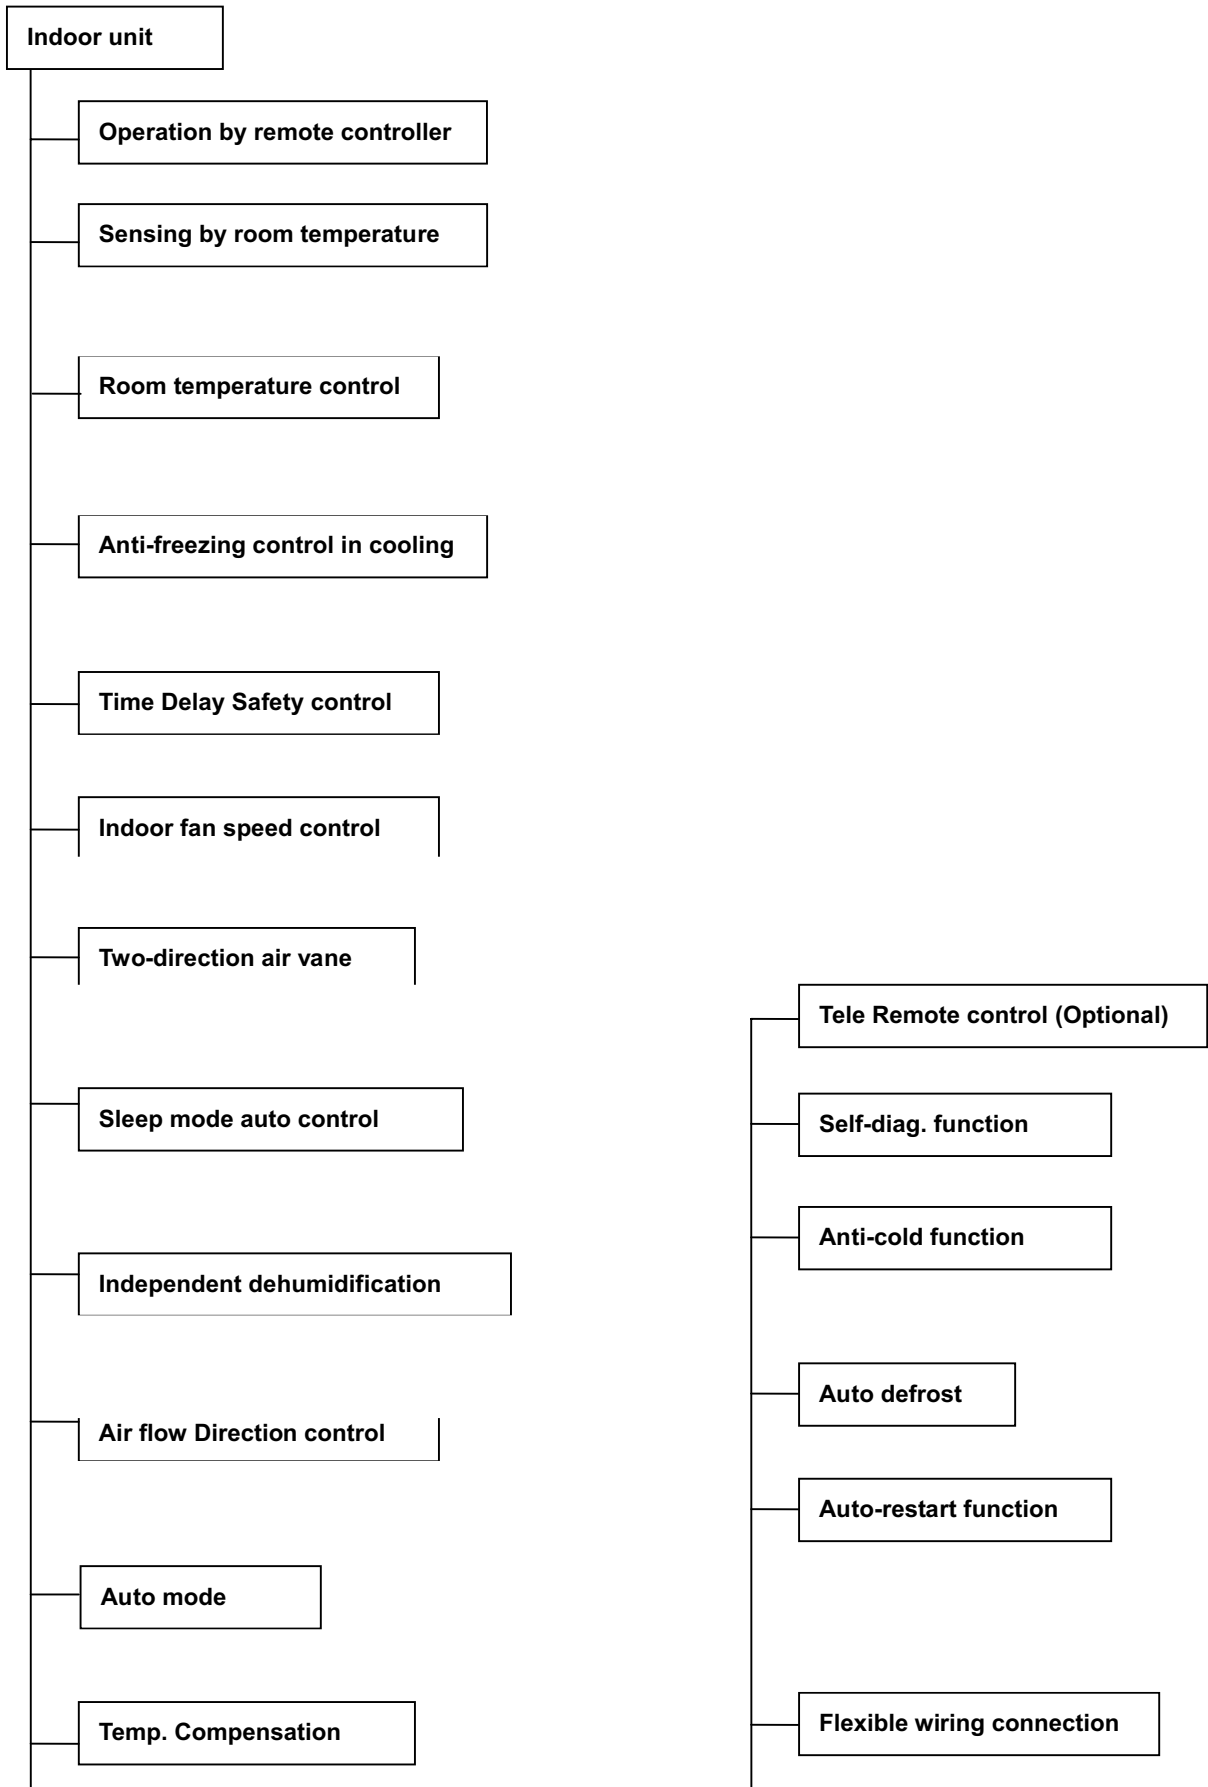 Indoor unit
Operation by remote controller
Sensing by room temperature
Room temperature control
Anti-freezing control in cooling
Time Delay Safety control
Indoor fan speed control
Two-direction air vane
Sleep mode auto control
Independent dehumidification
Air flow Direction control
Auto mode
Temp. Compensation
Tele Remote control (Optional)
Self-diag. function
Anti-cold function
Auto defrost
Auto-restart function
Flexible wiring connection